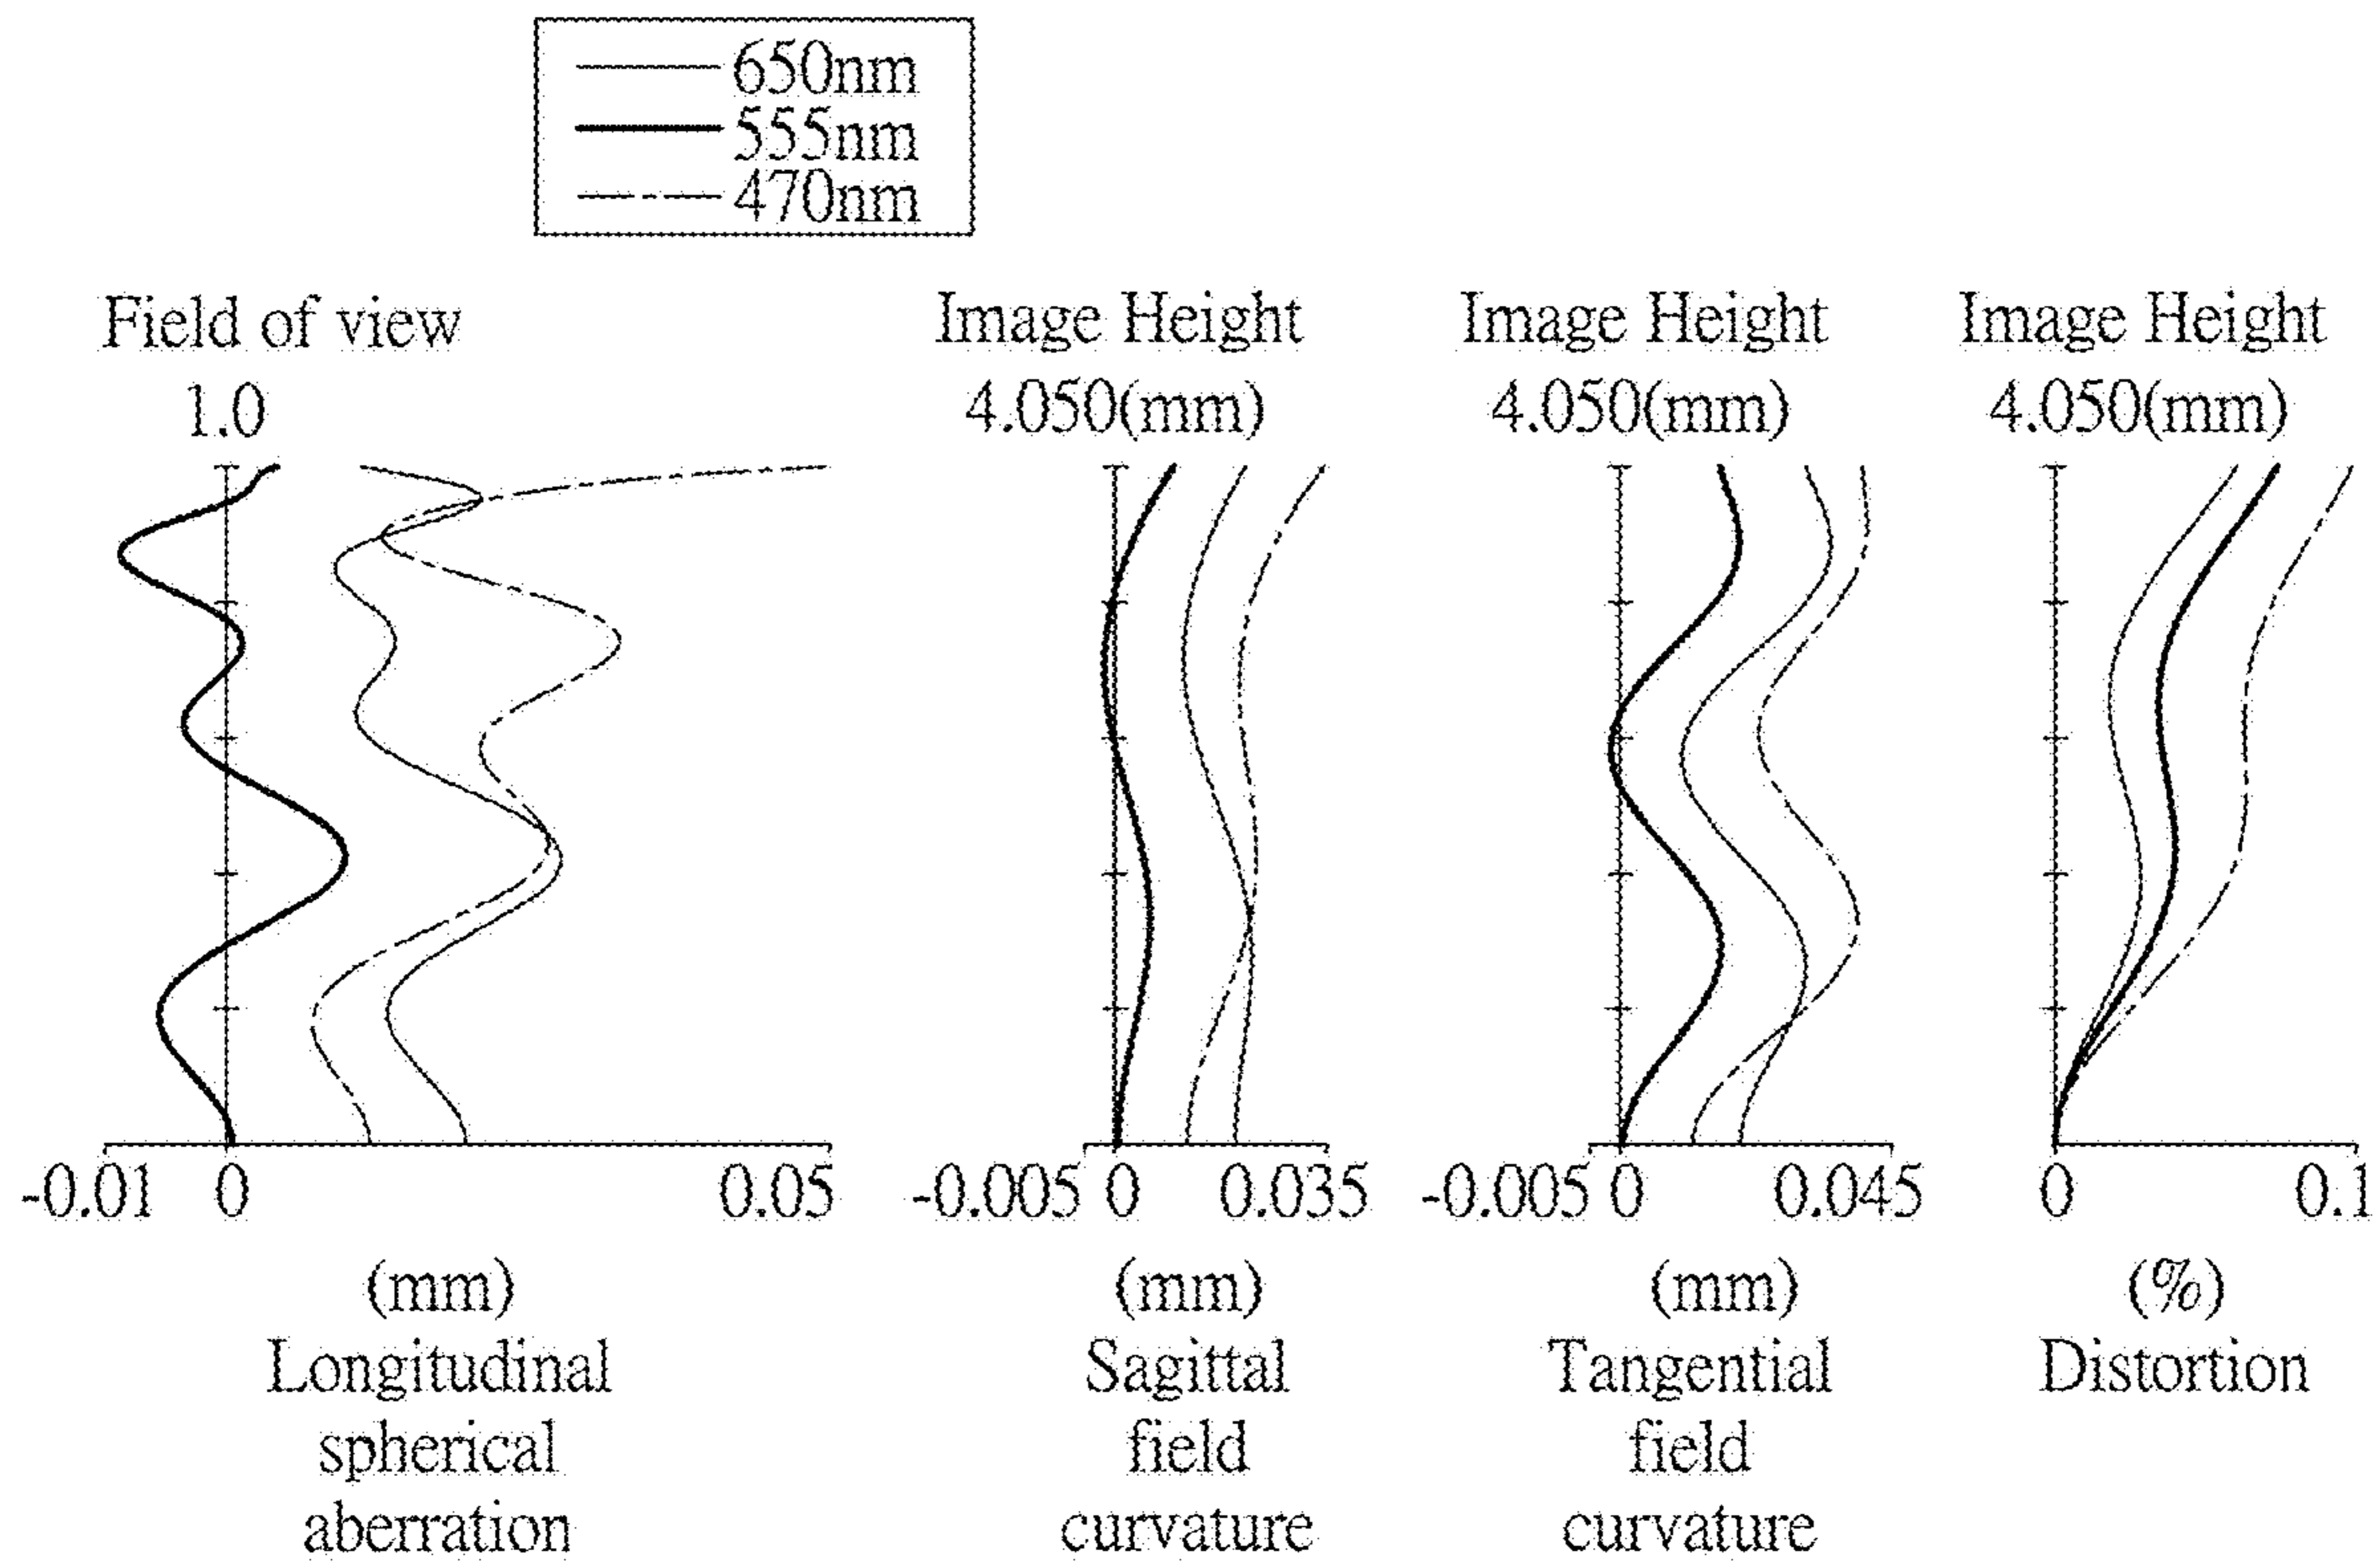 650nm
555nm
470nm
Field of view
1.0
Image Height
4.050(mm)
Image Height
4.050(mm)
Image Height
4.050(mm)
-0.01 0 0.05
-0.005 0 0.035
-0.005 0 0.045
0 0.1
(mm)
Longitudinal
spherical
aberration
(mm)
Sagittal
field
curvature
(mm)
Tangential
field
curvature
(%)
Distortion